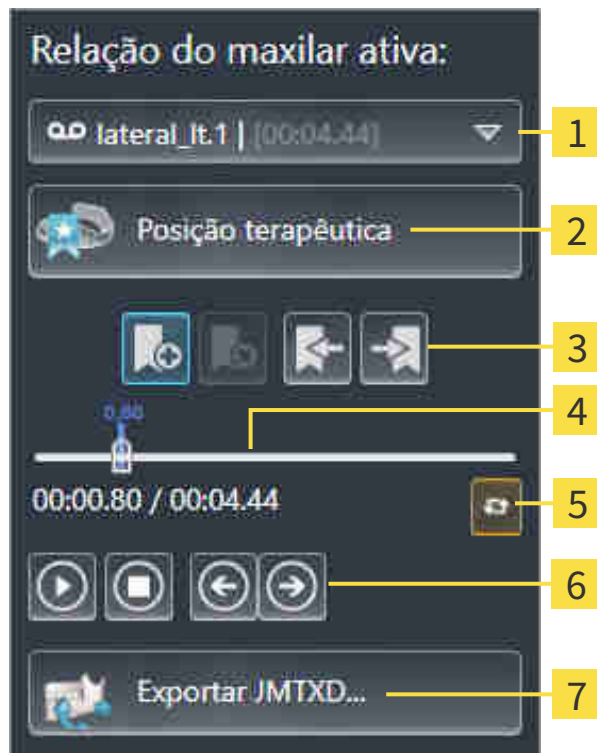 Relação do maxilar ativa:
lateral_lt.1 | [00:04.44]
1
Posição terapêutica
2
3
0.80
4
00:00.80 / 00:04.44
5
6
Exportar JMTXD...
7